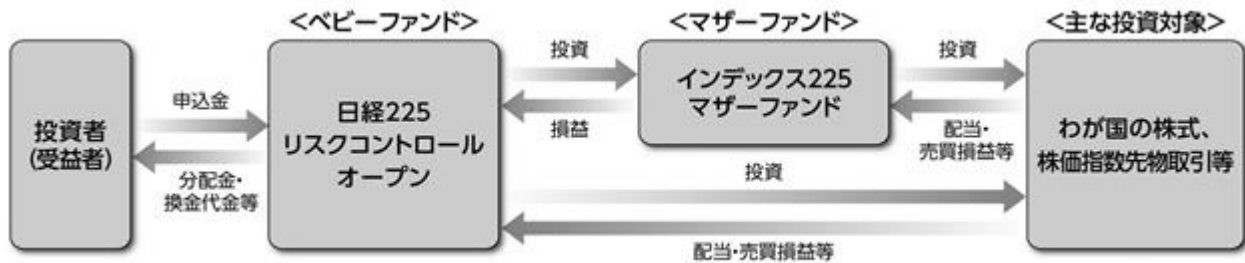 <ベビーファンド>
<マザーファンド>
<主な投資対象>
投資者
(受益者)
申込金
分配金・
換金代金等
日経225
リスクコントロール
オープン
投資
損益
インデックス225
マザーファンド
投資
配当・
売買損益等
投資
配当・売買損益等
わが国の株式、
株価指数先物取引等